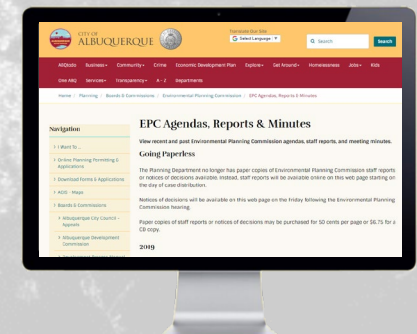 Translate Our Site
CITY OF
ALBUQUERQUE
Select Language
Search
Search
ABQtodo Business Community Crime Economic Development Plan Explore Get Around Homelessness Jobs Kids
One ABQ Services Transparency A - Z Departments
Home / Planning / Boards & Commissions / Environmental Planning Commission / EPC Agendas, Reports & Minutes
Navigation
> I Want To...
> Online Planning Permitting & Applications
> Download Forms & Applications
> AGIS - Maps
> Boards & Commissions
> Albuquerque City Council - Appeals
> Albuquerque Development Commission
EPC Agendas, Reports & Minutes
View recent and past Environmental Planning Commission agendas, staff reports, and meeting minutes.
Going Paperless
The Planning Department no longer has paper copies of Environmental Planning Commission staff reports
or notices of decisions available, instead, staff reports will be available online on this web page starting on
the day of case distribution.
Notices of decisions will be available on this web page on the Friday following the Environmental Planning
Commission hearing.
Paper copies of staff reports or notices of decisions may be purchased for 50 cents per page or $6.75 for a
CD copy.
2019